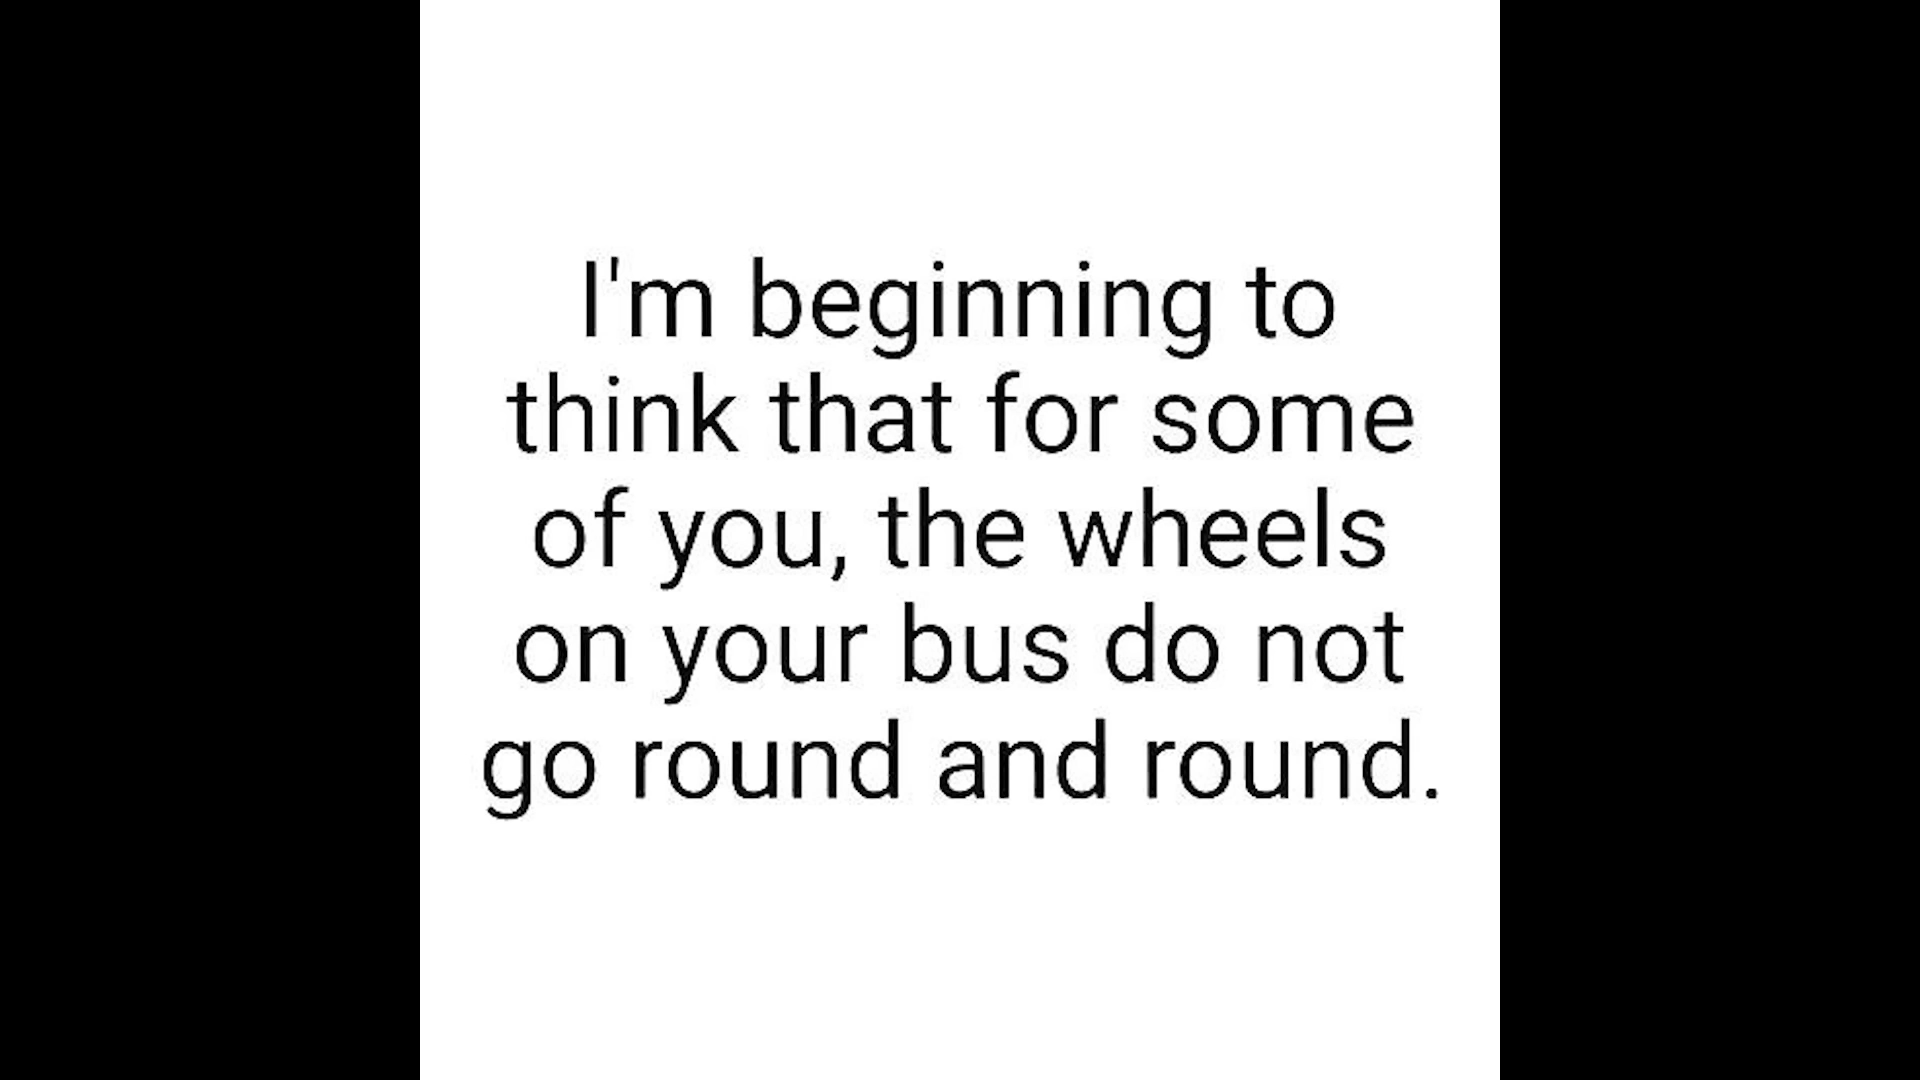 I'm beginning to
think that for some
of you, the wheels
on your bus do not
go round and round.